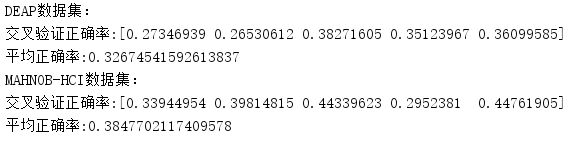 DEAP数据集:
交叉验证正确率:[0.27346939 0.26530612 0.38271605 0.35123967 0.36099585]
平均正确率:0.32674541592613837
MAHNOB-HCI数据集:
交叉验证正确率:[0.33944954 0.39814815 0.44339623 0.2952381  0.44761905]
平均正确率:0.3847702117409578